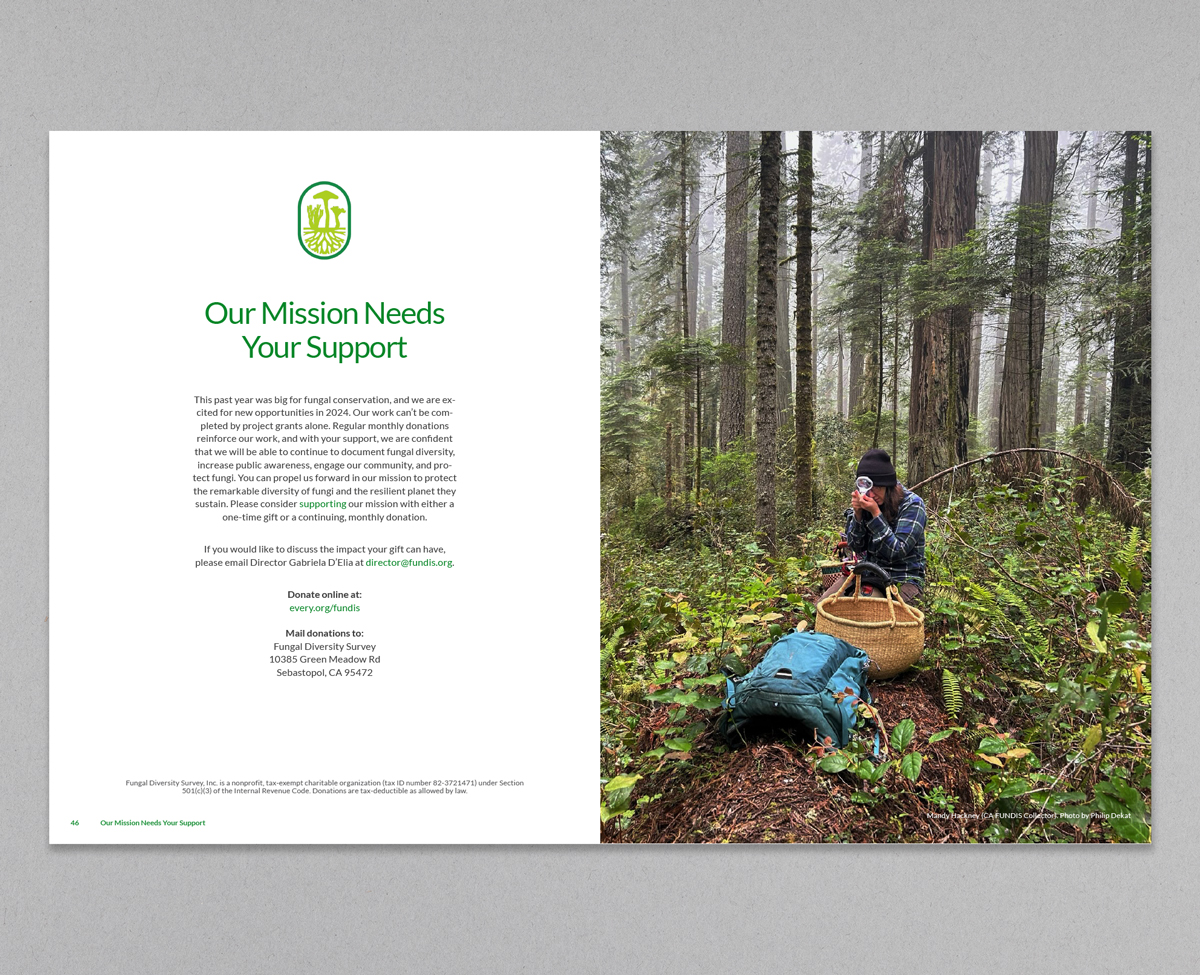 Our Mission Needs
Your Support
This past year was big for fungal conservation, and we are ex-
cited for new opportunities in 2024. Our work can't be com-
pleted by project grants alone. Regular monthly donations
reinforce our work, and with your support, we are confident
that we will be able to continue to document fungal diversity,
increase public awareness, engage our community, and pro-
tect fungi. You can propel us forward in our mission to protect
the remarkable diversity of fungi and the resilient planet they
sustain. Please consider supporting our mission with either a
one-time gift or a continuing, monthly donation.
If you would like to discuss the impact your gift can have,
please email Director Gabriela D'Elia at director@fundis.org.
Donate online at:
every.org/fundis
Mail donations to:
Fungal Diversity Survey
10385 Green Meadow Rd
Sebastopol, CA 95472
Fungal Diversity Survey, Inc. is a nonprofit, tax-exempt charitable organization (tax ID number 82-3721471) under Section
501(c)(3) of the Internal Revenue Code. Donations are tax-deductible as allowed by law.
46 Our Mission Needs Your Support
Mandy Hackney (CA FUNDIS Collector). Photo by Philip Dekat